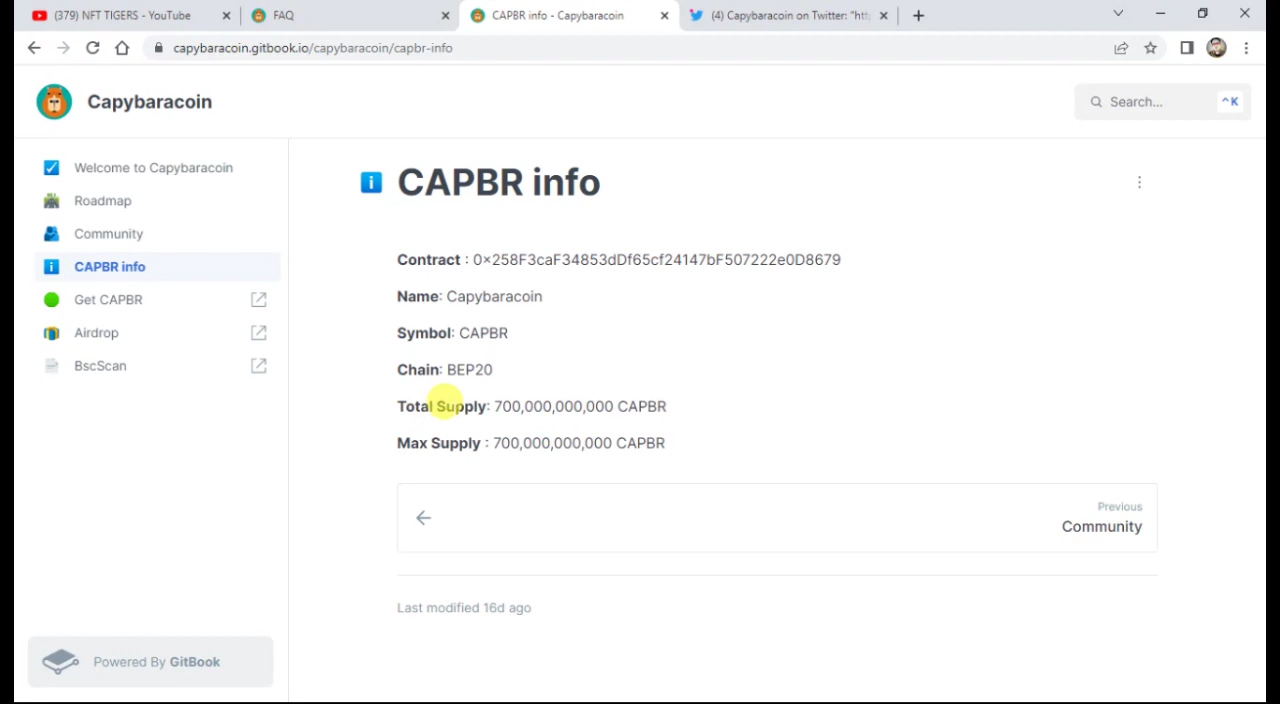 (379) NFT TIGERS - YouTube
FAQ
CAPBR info - Capybaracoin
(4) Capybaracoin on Twitter: "htt
capybaracoin.gitbook.io/capybaracoin/capbr-info
Capybaracoin
Search...
^K
Welcome to Capybaracoin
Roadmap
Community
CAPBR info
Get CAPBR
Airdrop
BscScan
CAPBR info
Contract : 0×258F3caF34853dDf65cf24147bF507222e0D8679
Name: Capybaracoin
Symbol: CAPBR
Chain: BEP20
Total Supply: 700,000,000,000 CAPBR
Max Supply : 700,000,000,000 CAPBR
Previous
Community
Last modified 16d ago
Powered By GitBook